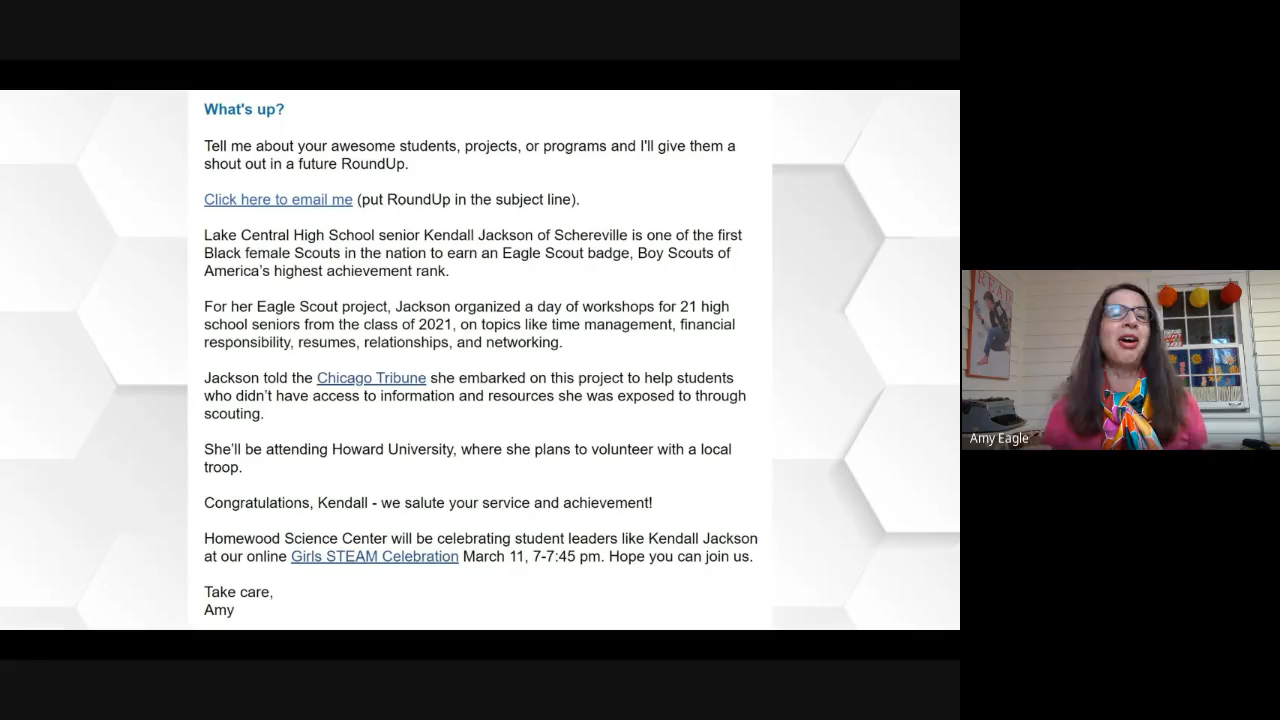 What's up?
Tell me about your awesome students, projects, or programs and I'll give them a
shout out in a future RoundUp.
Click here to email me (put RoundUp in the subject line).
Lake Central High School senior Kendall Jackson of Schererville is one of the first
Black female Scouts in the nation to earn an Eagle Scout badge, Boy Scouts of
America’s highest achievement rank.
For her Eagle Scout project, Jackson organized a day of workshops for 21 high
school seniors from the class of 2021, on topics like time management, financial
responsibility, resumes, relationships, and networking.
Jackson told the Chicago Tribune she embarked on this project to help students
who didn’t have access to information and resources she was exposed to through
scouting.
She’ll be attending Howard University, where she plans to volunteer with a local
troop.
Congratulations, Kendall - we salute your service and achievement!
Homewood Science Center will be celebrating student leaders like Kendall Jackson
at our online Girls STEAM Celebration March 11, 7-7:45 pm. Hope you can join us.
Take care,
Amy
READ
Amy Eagle